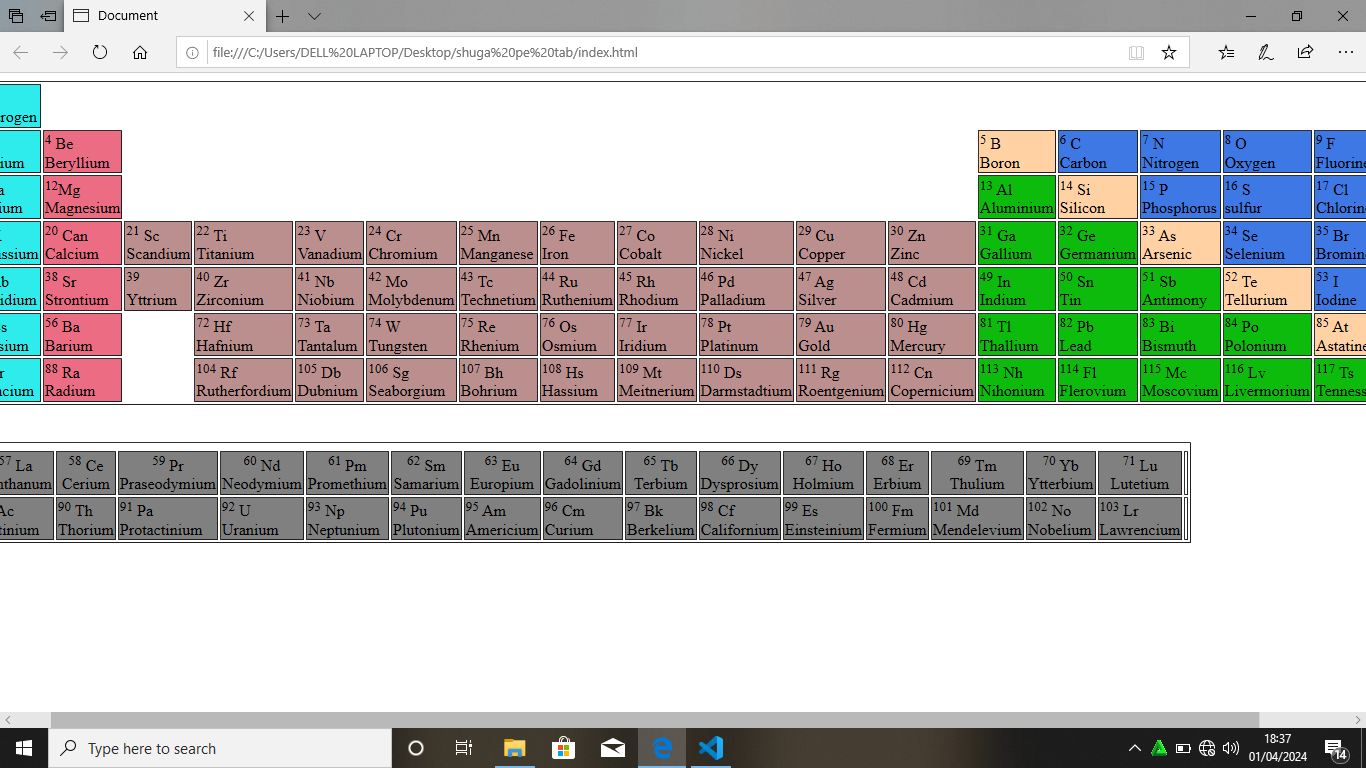 Document
file:///C:/Users/DELL%20LAPTOP/Desktop/shuga%20pe%20tab/index.html
rogen
4 Be 5 B 6 C 7 N 8 O 9 F
ium Beryllium Boron Carbon Nitrogen Oxygen Fluorine
a 12Mg 13 Al 14 Si 15 P 16 S 17 Cl
ium Magnesium Aluminium Silicon Phosphorus sulfur Chlorin
20 Can 21 Sc 22 Ti 23 V 24 Cr 25 Mn 26 Fe 27 Co 28 Ni 29 Cu 30 Zn 31 Ga 32 Ge 33 As 34 Se 35 Br
assium Calcium Scandium Titanium Vanadium Chromium Manganese Iron Cobalt Nickel Copper Zinc Gallium Germanium Arsenic Selenium Bromin
b 38 Sr 39 40 Zr 41 Nb 42 Mo 43 Tc 44 Ru 45 Rh 46 Pd 47 Ag 48 Cd 49 In 50 Sn 51 Sb 52 Te 53 I
idium Strontium Yttrium Zirconium Niobium Molybdenum Technetium Ruthenium Rhodium Palladium Silver Cadmium Indium Tin Antimony Tellurium Iodine
s 56 Ba 72 Hf 73 Ta 74 W 75 Re 76 Os 77 Ir 78 Pt 79 Au 80 Hg 81 Tl 82 Pb 83 Bi 84 Po 85 At
sium Barium Hafnium Tantalum Tungsten Rhenium Osmium Iridium Platinum Gold Mercury Thallium Lead Bismuth Polonium Astatine
r 88 Ra 104 Rf 105 Db 106 Sg 107 Bh 108 Hs 109 Mt 110 Ds 111 Rg 112 Cn 113 Nh 114 Fl 115 Mc 116 Lv 117 Ts
ncium Radium Rutherfordium Dubnium Seaborgium Bohrium Hassium Meitnerium Darmstadtium Roentgenium Copernicium Nihonium Flerovium Moscovium Livermorium Tenness
57 La 58 Ce 59 Pr 60 Nd 61 Pm 62 Sm 63 Eu 64 Gd 65 Tb 66 Dy 67 Ho 68 Er 69 Tm 70 Yb 71 Lu
nthanum Cerium Praseodymium Neodymium Promethium Samarium Europium Gadolinium Terbium Dysprosium Holmium Erbium Thulium Ytterbium Lutetium
Ac 90 Th 91 Pa 92 U 93 Np 94 Pu 95 Am 96 Cm 97 Bk 98 Cf 99 Es 100 Fm 101 Md 102 No 103 Lr
tinium Thorium Protactinium Uranium Neptunium Plutonium Americium Curium Berkelium Californium Einsteinium Fermium Mendelevium Nobelium Lawrencium
Type here to search
18:37
01/04/2024
14